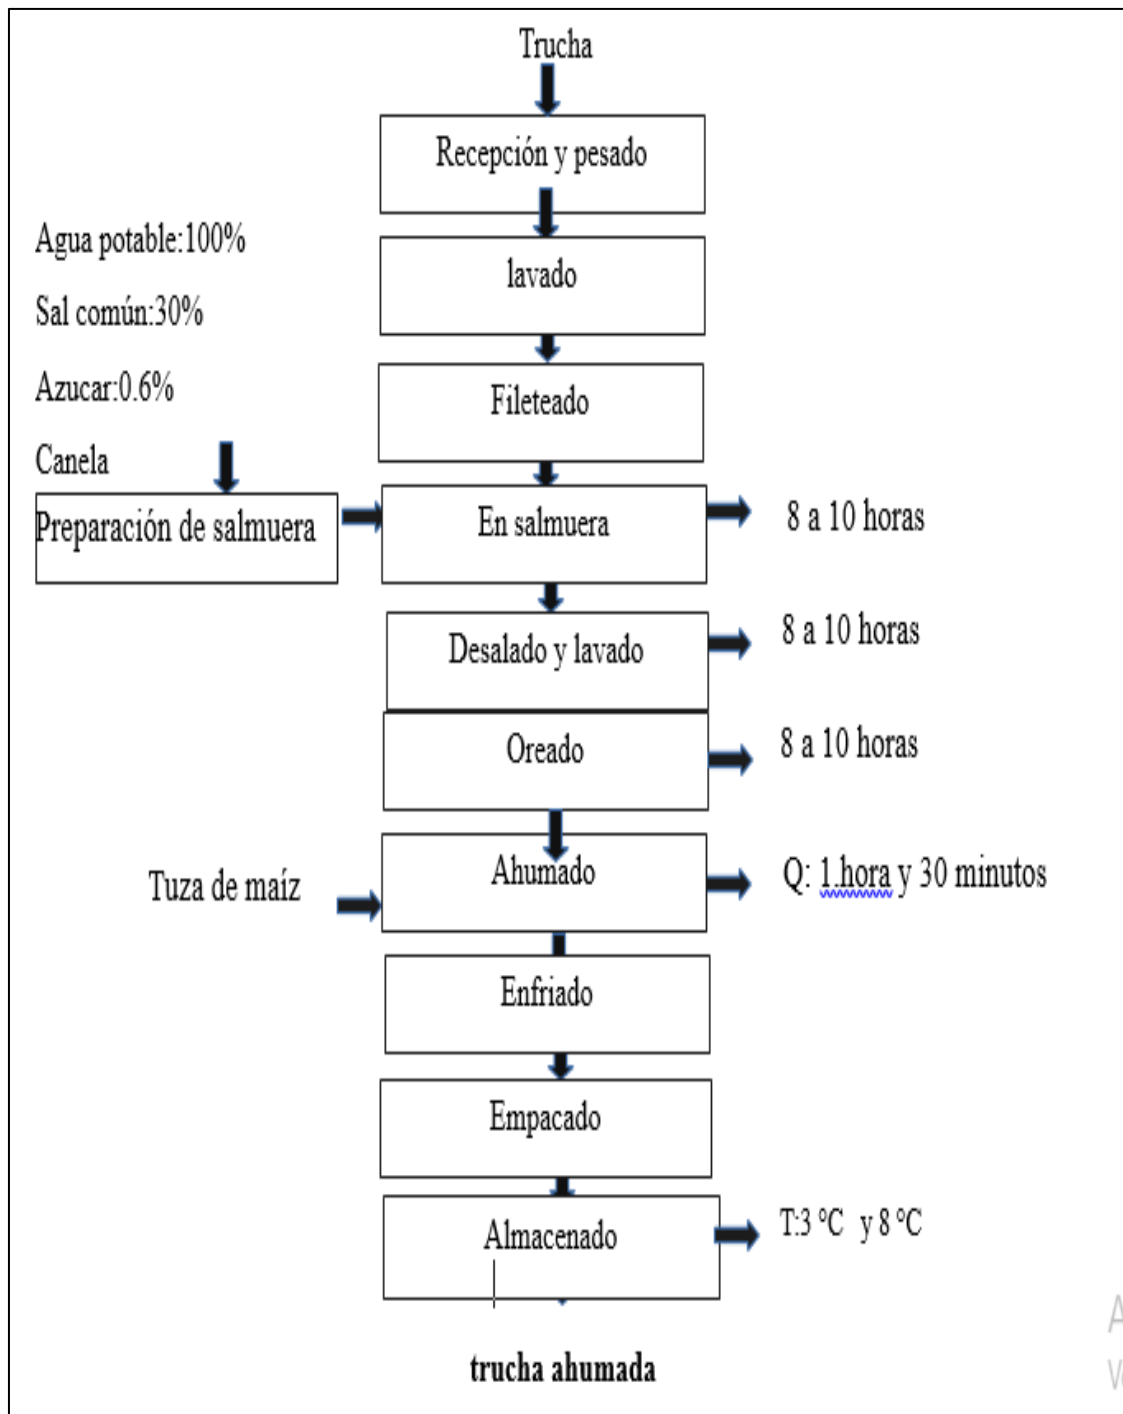 Trucha
Recepción y pesado
lavado
Fileteado
Agua potable:100%
Sal común:30%
Azucar:0.6%
Canela
Preparación de salmuera
En salmuera
8 a 10 horas
Desalado y lavado
8 a 10 horas
Oreado
8 a 10 horas
Tuza de maíz
Ahumado
Q: 1.hora y 30 minutos
Enfriado
Empacado
Almacenado
T:3 °C y 8 °C
trucha ahumada